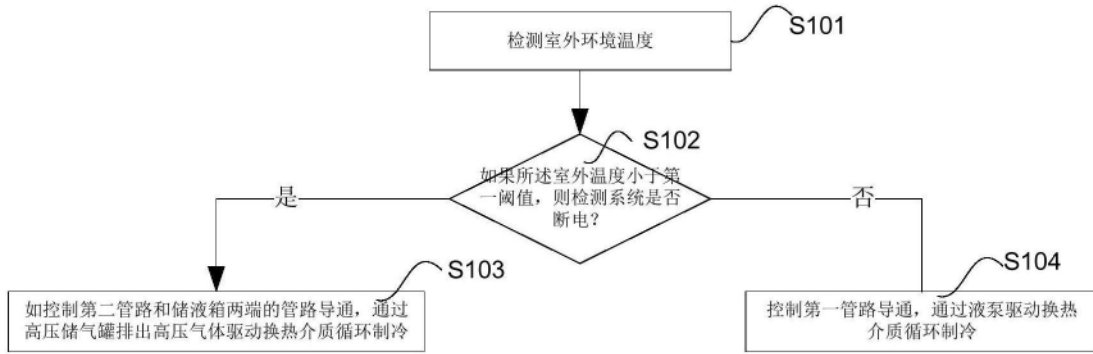 检测室外环境温度
S101
S102
如果所述室外温度小于第
一阈值，则检测系统是否
断电？
是
否
S103
如控制第二管路和储液箱两端的管路导通，通过
高压储气罐排出高压气体驱动换热介质循环制冷
S104
控制第一管路导通，通过液泵驱动换热
介质循环制冷